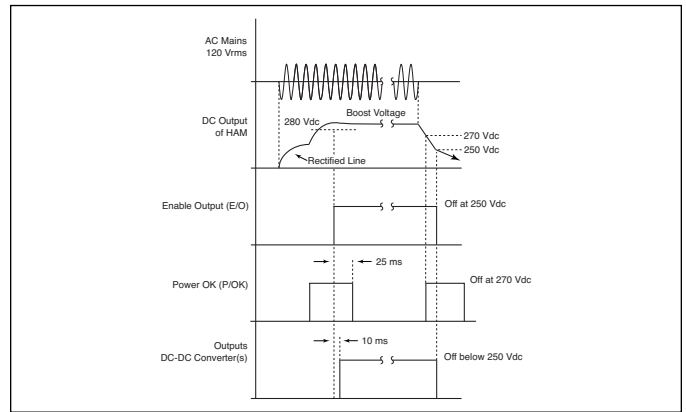 AC Mains
120 Vrms
Boost Voltage
280 Vdc
DC Output
of HAM
270 Vdc
250 Vdc
Rectified Line
Enable Output (E/O)
Off at 250 Vdc
25 ms
Power OK (P/OK)
Off at 270 Vdc
10 ms
Outputs
DC-DC Converter(s)
Off below 250 Vdc